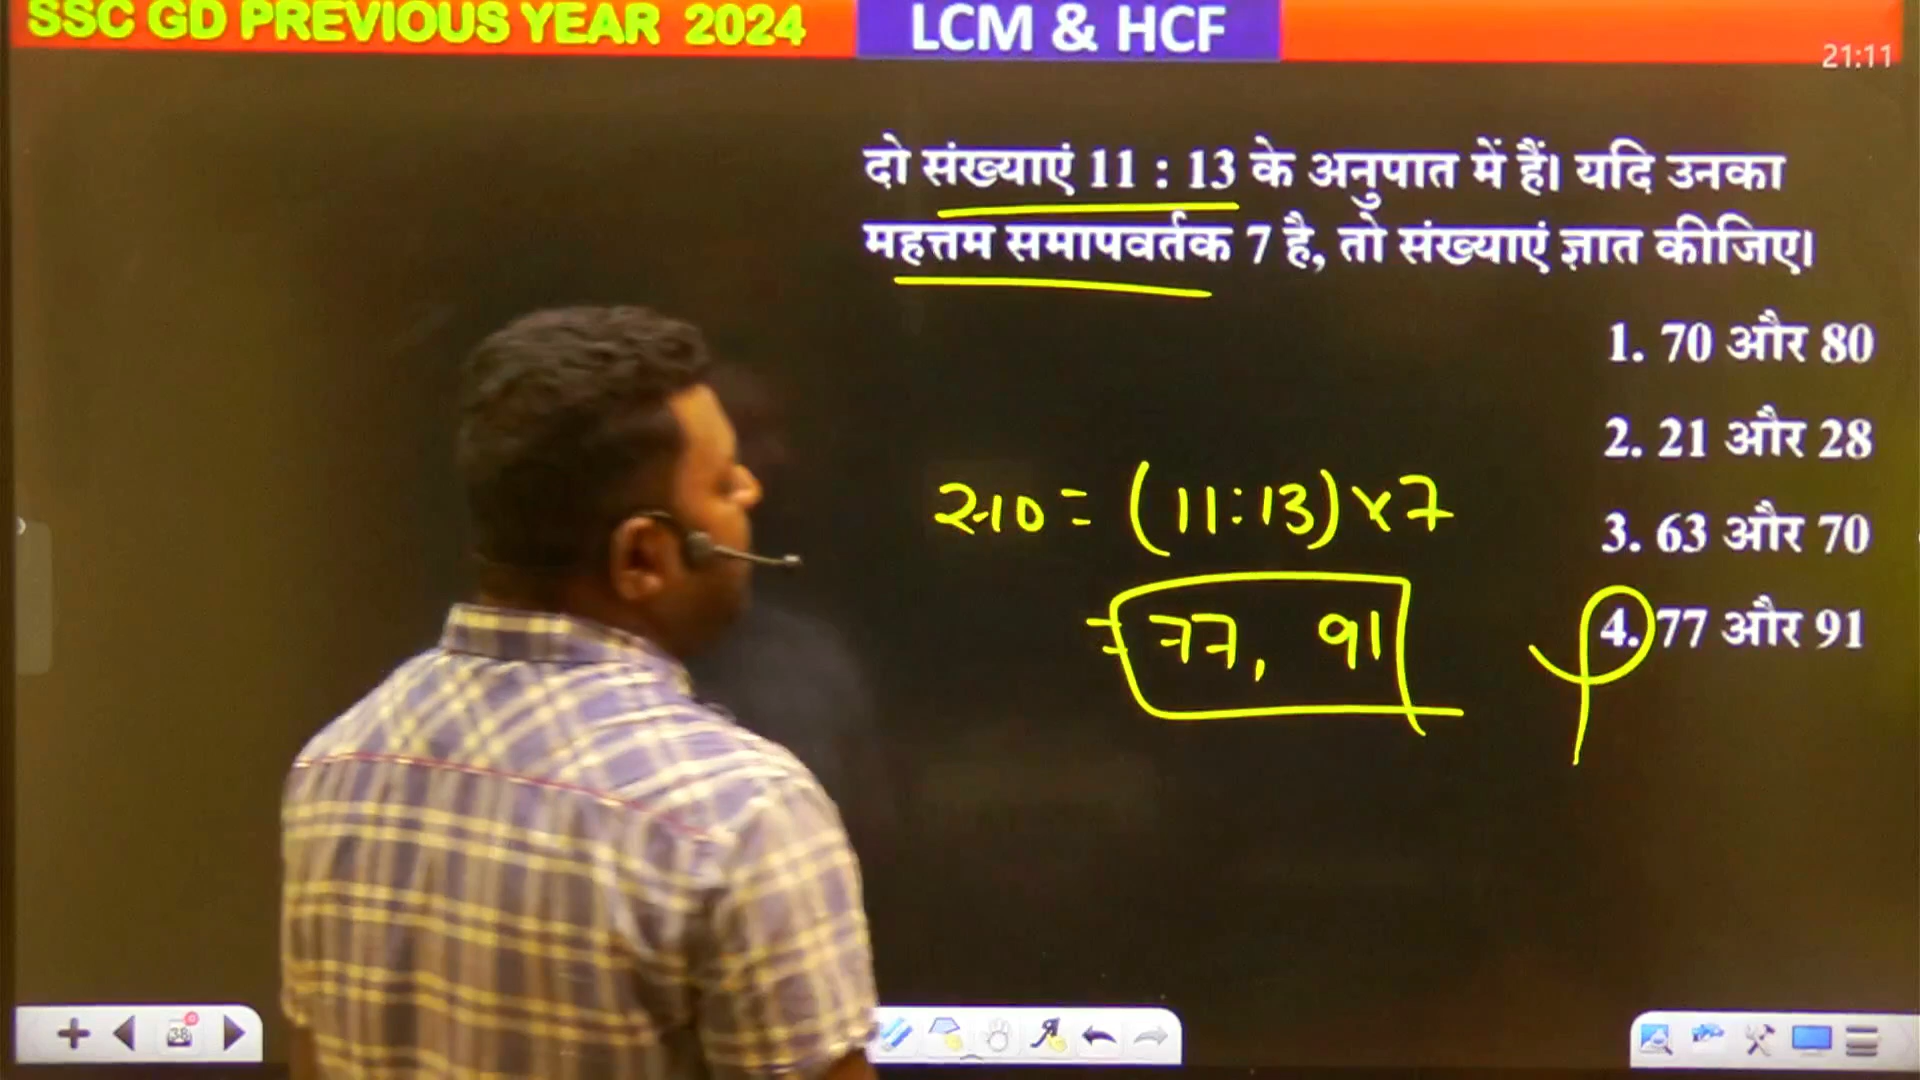 SSC GD PREVIOUS YEAR 2024
LCM & HCF
21:11
दो संख्याएं 11 : 13 के अनुपात में हैं। यदि उनका
महत्तम समापवर्तक 7 है, तो संख्याएं ज्ञात कीजिए।
1. 70 और 80
2. 21 और 28
3. 63 और 70
4. 77 और 91
सं० = (11:13)×7
= 77, 91
38